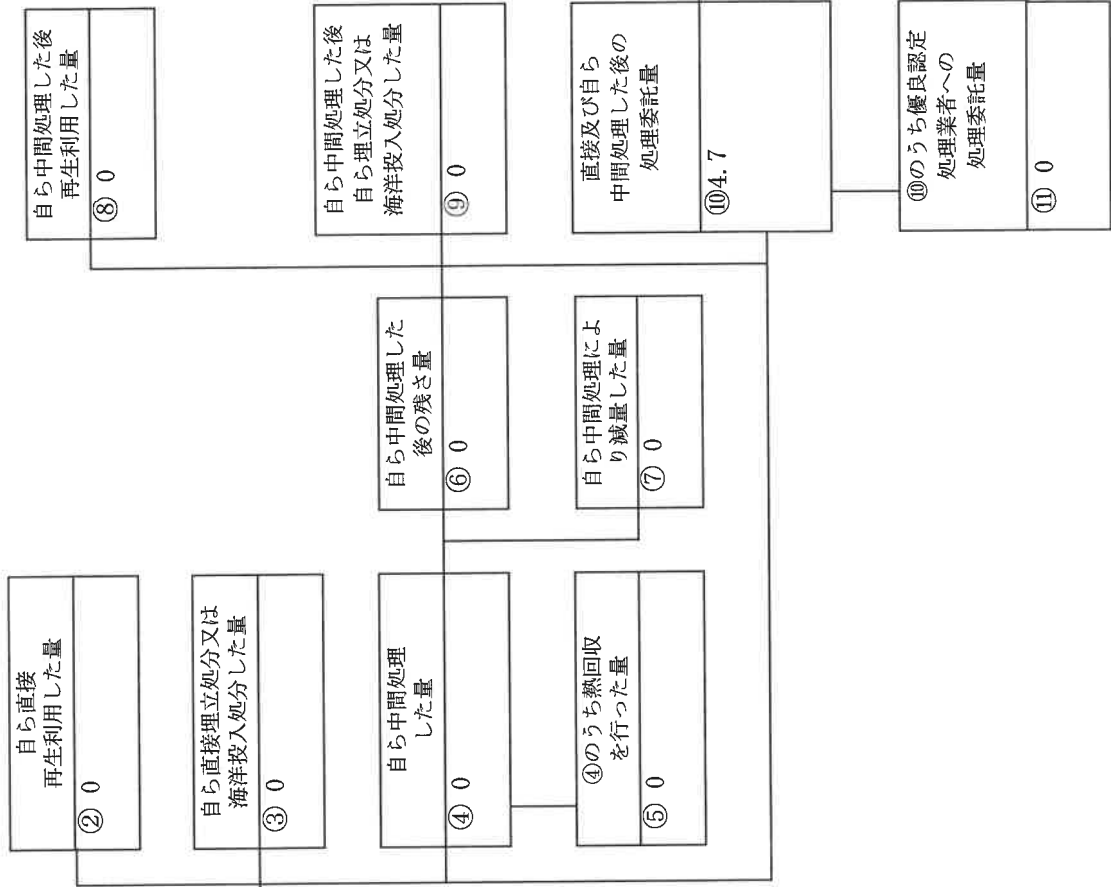 自ら直接
再生利用した量
② 0
自ら直接埋立処分又は
海洋投入処分した量
③ 0
自ら中間処理
した量
④ 0
④のうち熱回収
を行った量
⑤ 0
自ら中間処理した
後の残さ量
⑥ 0
自ら中間処理によ
り減量した量
⑦ 0
自ら中間処理した後
再生利用した量
⑧ 0
自ら中間処理した後
自ら埋立処分又は
海洋投入処分した量
⑨ 0
直接及び自ら
中間処理した後の
処理委託量
⑩4.7
⑩のうち優良認定
処理業者への
処理委託量
⑪ 0